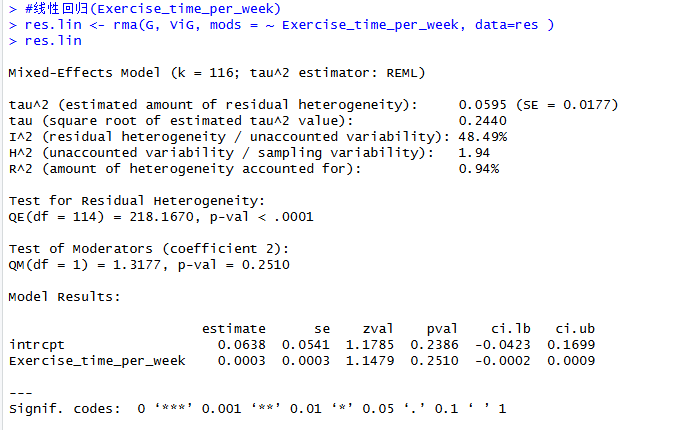 > #线性回归(Exercise_time_per_week)
> res.lin <- rma(G, ViG, mods = ~ Exercise_time_per_week, data=res )
> res.lin
Mixed-Effects Model (k = 116; tau^2 estimator: REML)
tau^2 (estimated amount of residual heterogeneity):     0.0595 (SE = 0.0177)
tau (square root of estimated tau^2 value):             0.2440
I^2 (residual heterogeneity / unaccounted variability): 48.49%
H^2 (unaccounted variability / sampling variability):   1.94
R^2 (amount of heterogeneity accounted for):            0.94%
Test for Residual Heterogeneity:
QE(df = 114) = 218.1670, p-val < .0001
Test of Moderators (coefficient 2):
QM(df = 1) = 1.3177, p-val = 0.2510
Model Results:
                        estimate      se    zval    pval    ci.lb   ci.ub
intrcpt                   0.0638  0.0541  1.1785  0.2386  -0.0423  0.1699
Exercise_time_per_week    0.0003  0.0003  1.1479  0.2510  -0.0002  0.0009
---
Signif. codes:  0 ‘***’ 0.001 ‘**’ 0.01 ‘*’ 0.05 ‘.’ 0.1 ‘ ’ 1